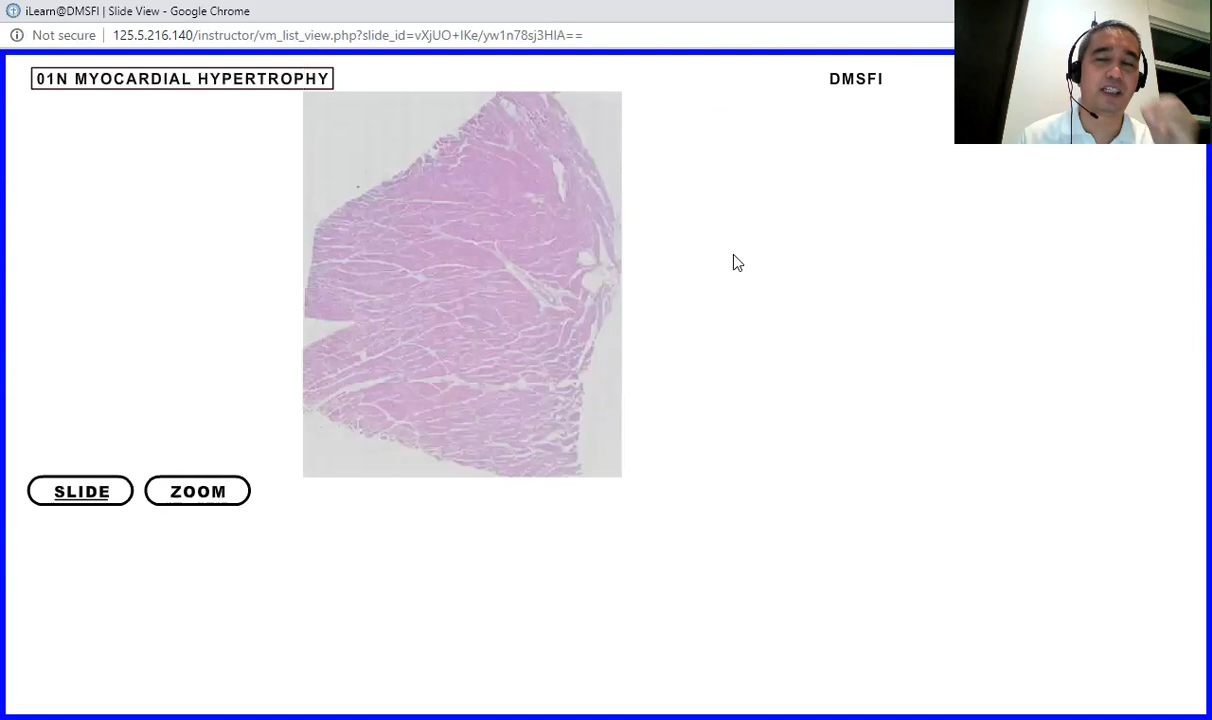 iLearn@DMSFI | Slide View - Google Chrome
Not secure 125.5.216.140/instructor/vm_list_view.php?slide_id=vXjUO+IKe/yw1n78sj3HIA==
01N MYOCARDIAL HYPERTROPHY
DMSFI
SLIDE
ZOOM